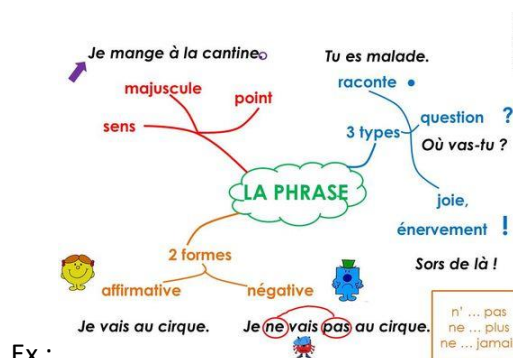 Je mange à la cantine.
Tu es malade.
majuscule
point
sens
raconte .
3 types
question ?
Où vas-tu ?
joie,
énervement !
Sors de là !
LA PHRASE
2 formes
affirmative
négative
Je vais au cirque.
Je ne vais pas au cirque.
n' ... pas
ne ... plus
ne ... jamais
Ex :